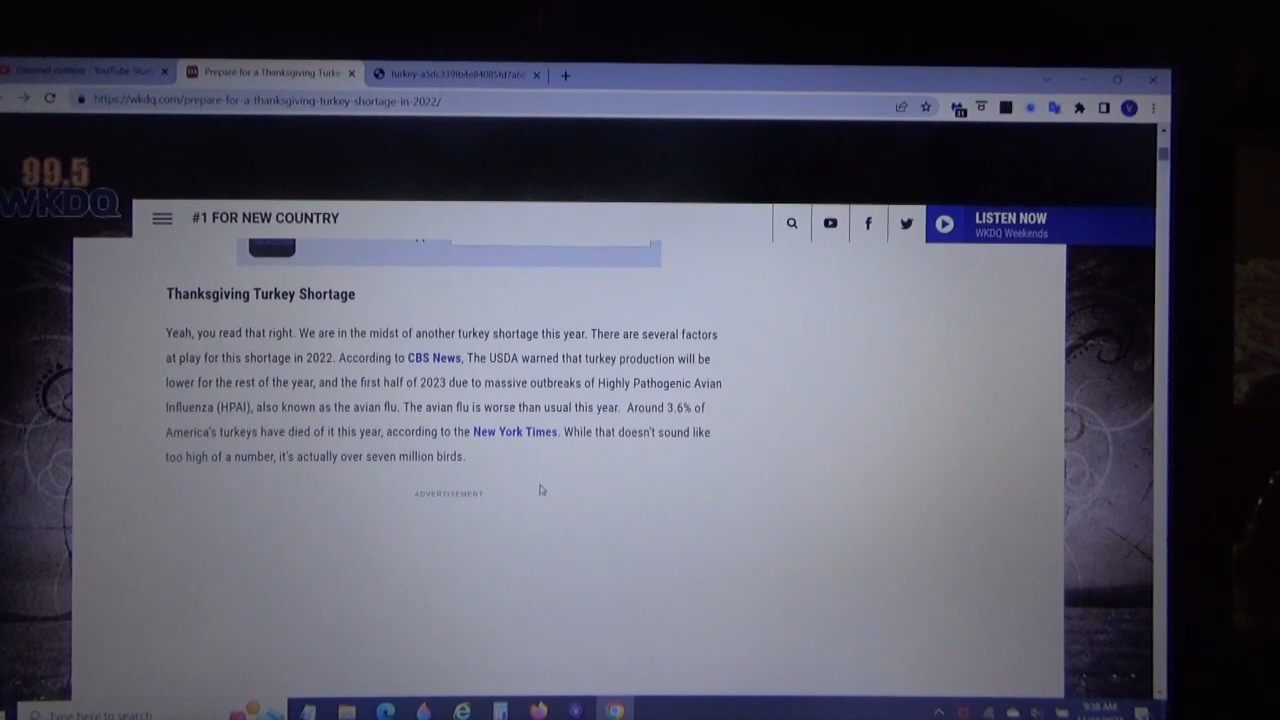 Prepare for a Thanksgiving Turke
https://wkdq.com/prepare-for-a-thanksgiving-turkey-shortage-in-2022/
99.5
WKDQ
#1 FOR NEW COUNTRY
LISTEN NOW
WKDQ Weekends
Thanksgiving Turkey Shortage
Yeah, you read that right. We are in the midst of another turkey shortage this year. There are several factors
at play for this shortage in 2022. According to CBS News, The USDA warned that turkey production will be
lower for the rest of the year, and the first half of 2023 due to massive outbreaks of Highly Pathogenic Avian
Influenza (HPAI), also known as the avian flu. The avian flu is worse than usual this year. Around 3.6% of
America's turkeys have died of it this year, according to the New York Times. While that doesn't sound like
too high of a number, it's actually over seven million birds.
ADVERTISEMENT
Type here to search
9:38 AM